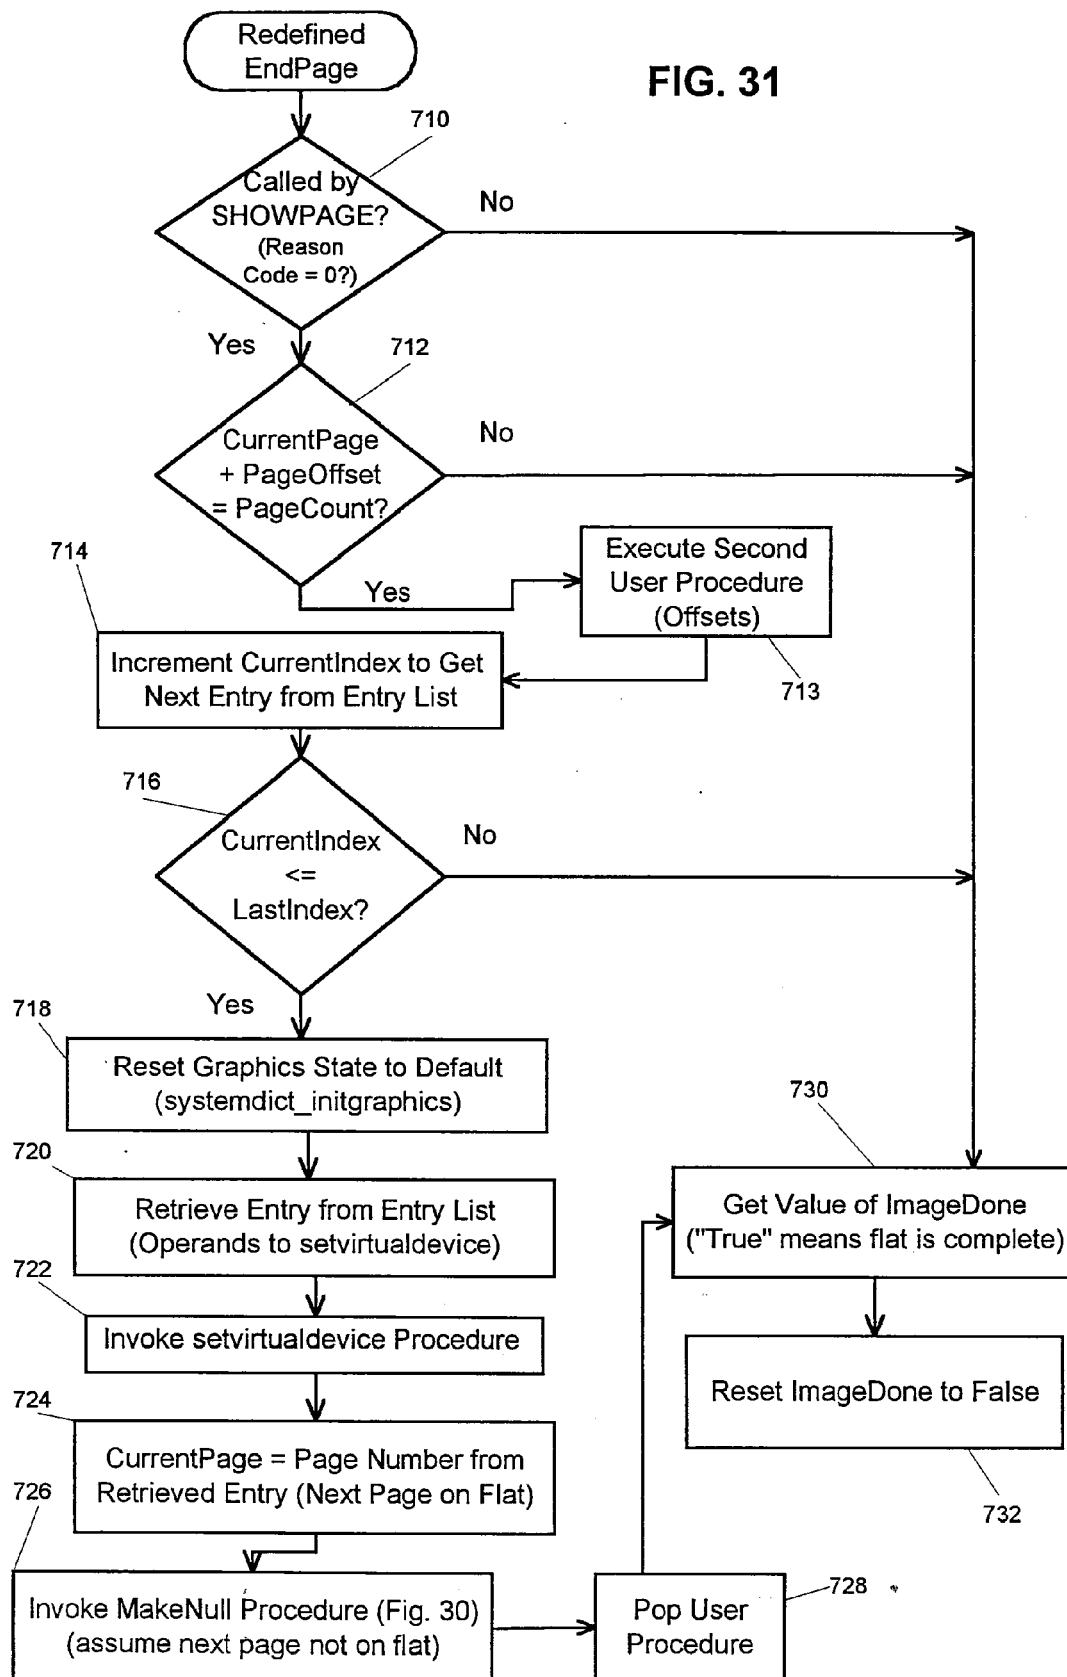 Redefined
EndPage
FIG. 31
710
Called by
SHOWPAGE?
(Reason
Code = 0?)
No
Yes
712
CurrentPage
+ PageOffset
= PageCount?
No
Yes
Execute Second
User Procedure
(Offsets)
713
714
Increment CurrentIndex to Get
Next Entry from Entry List
716
CurrentIndex
<=
LastIndex?
No
Yes
718
Reset Graphics State to Default
(systemdict_initgraphics)
720
Retrieve Entry from Entry List
(Operands to setvirtualdevice)
722
Invoke setvirtualdevice Procedure
724
CurrentPage = Page Number from
Retrieved Entry (Next Page on Flat)
726
Invoke MakeNull Procedure (Fig. 30)
(assume next page not on flat)
728
Pop User
Procedure
730
Get Value of ImageDone
("True" means flat is complete)
Reset ImageDone to False
732